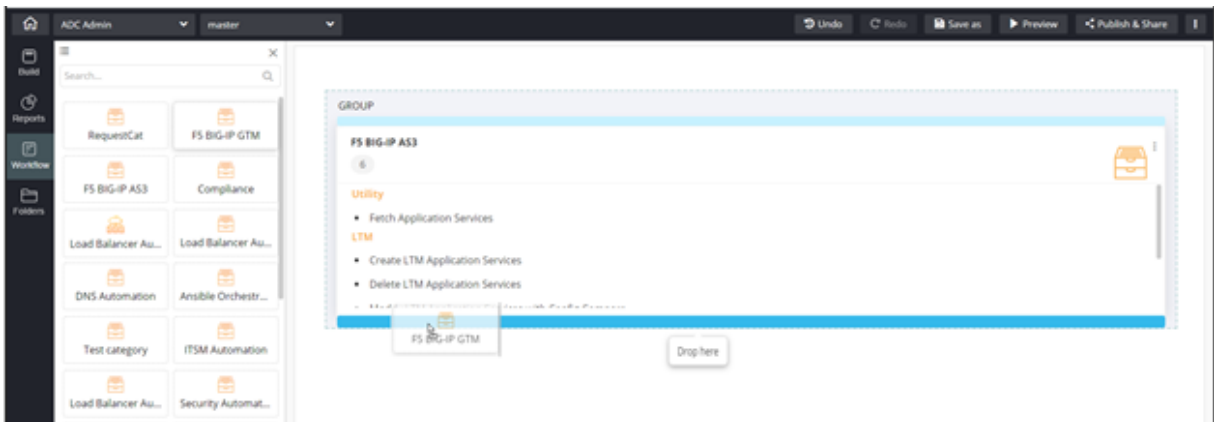 ADC Admin
master
Undo
Redo
Save as
Preview
Publish & Share
Build
Reports
Workflow
Folders
Search...
RequestCat
F5 BIG-IP GTM
F5 BIG-IP AS3
Compliance
Load Balancer Au...
Load Balancer Au...
DNS Automation
Ansible Orchestr...
Test category
ITSM Automation
Load Balancer Au...
Security Automat...
GROUP
F5 BIG-IP AS3
6
Utility
• Fetch Application Services
LTM
• Create LTM Application Services
• Delete LTM Application Services
F5 BIG-IP GTM
Drop here